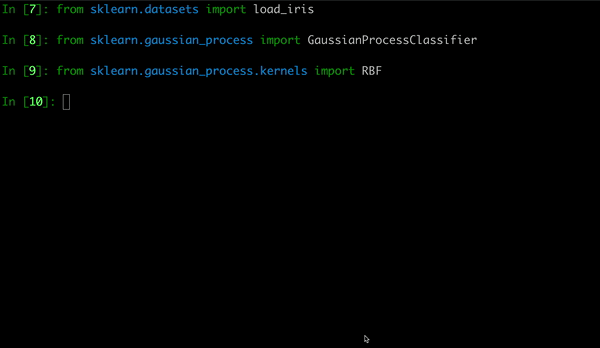 In [7]: from sklearn.datasets import load_iris
In [8]: from sklearn.gaussian_process import GaussianProcessClassifier
In [9]: from sklearn.gaussian_process.kernels import RBF
In [10]: